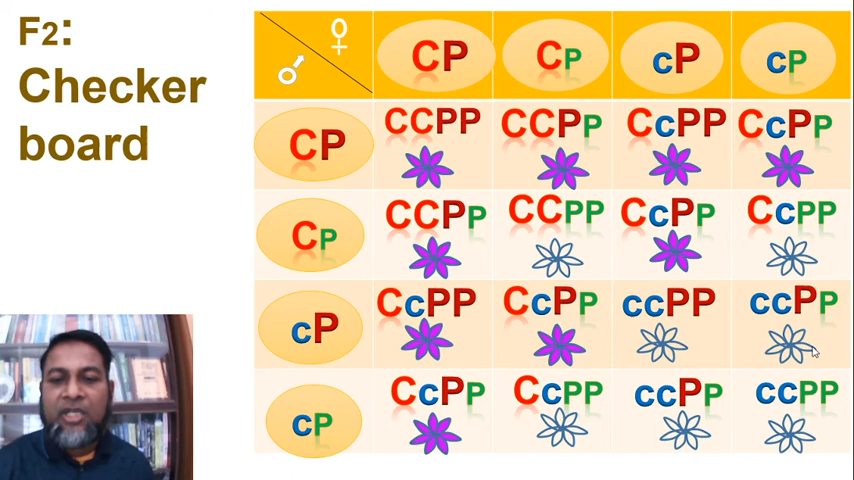 F2:
Checker
board
♂ ♀ CP Cp cP cp
CP CCPP CCPp CcPP CcPp
Cp CCPp CCpp CcPp Ccpp
cP CcPP CcPp ccPP ccPp
cp CcPp Ccpp ccPp ccpp